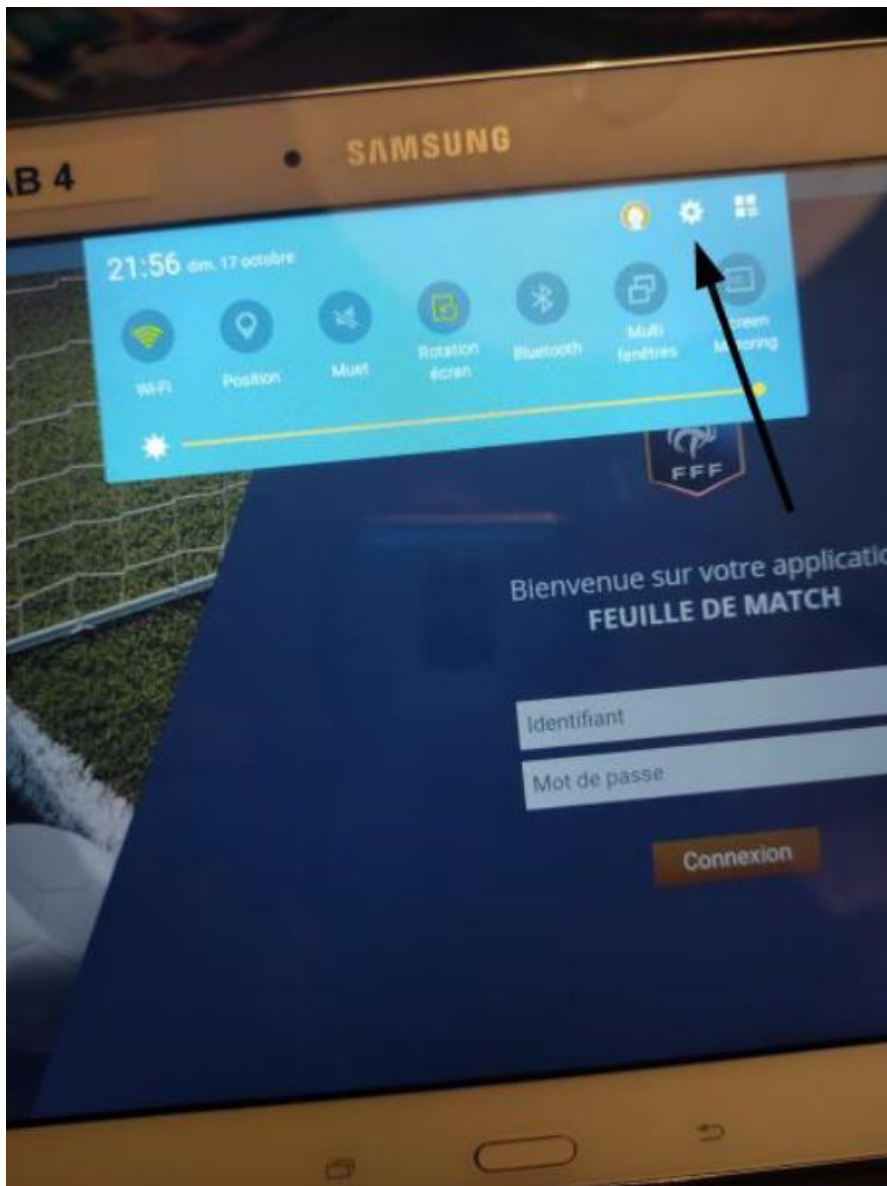 SAMSUNG
AB 4
21:56 dim. 17 octobre
Wi-Fi
Position
Muet
Rotation
écran
Bluetooth
Multi
fenêtres
Screen
Mirroring
FFF
Bienvenue sur votre applicatio
FEUILLE DE MATCH
Identifiant
Mot de passe
Connexion